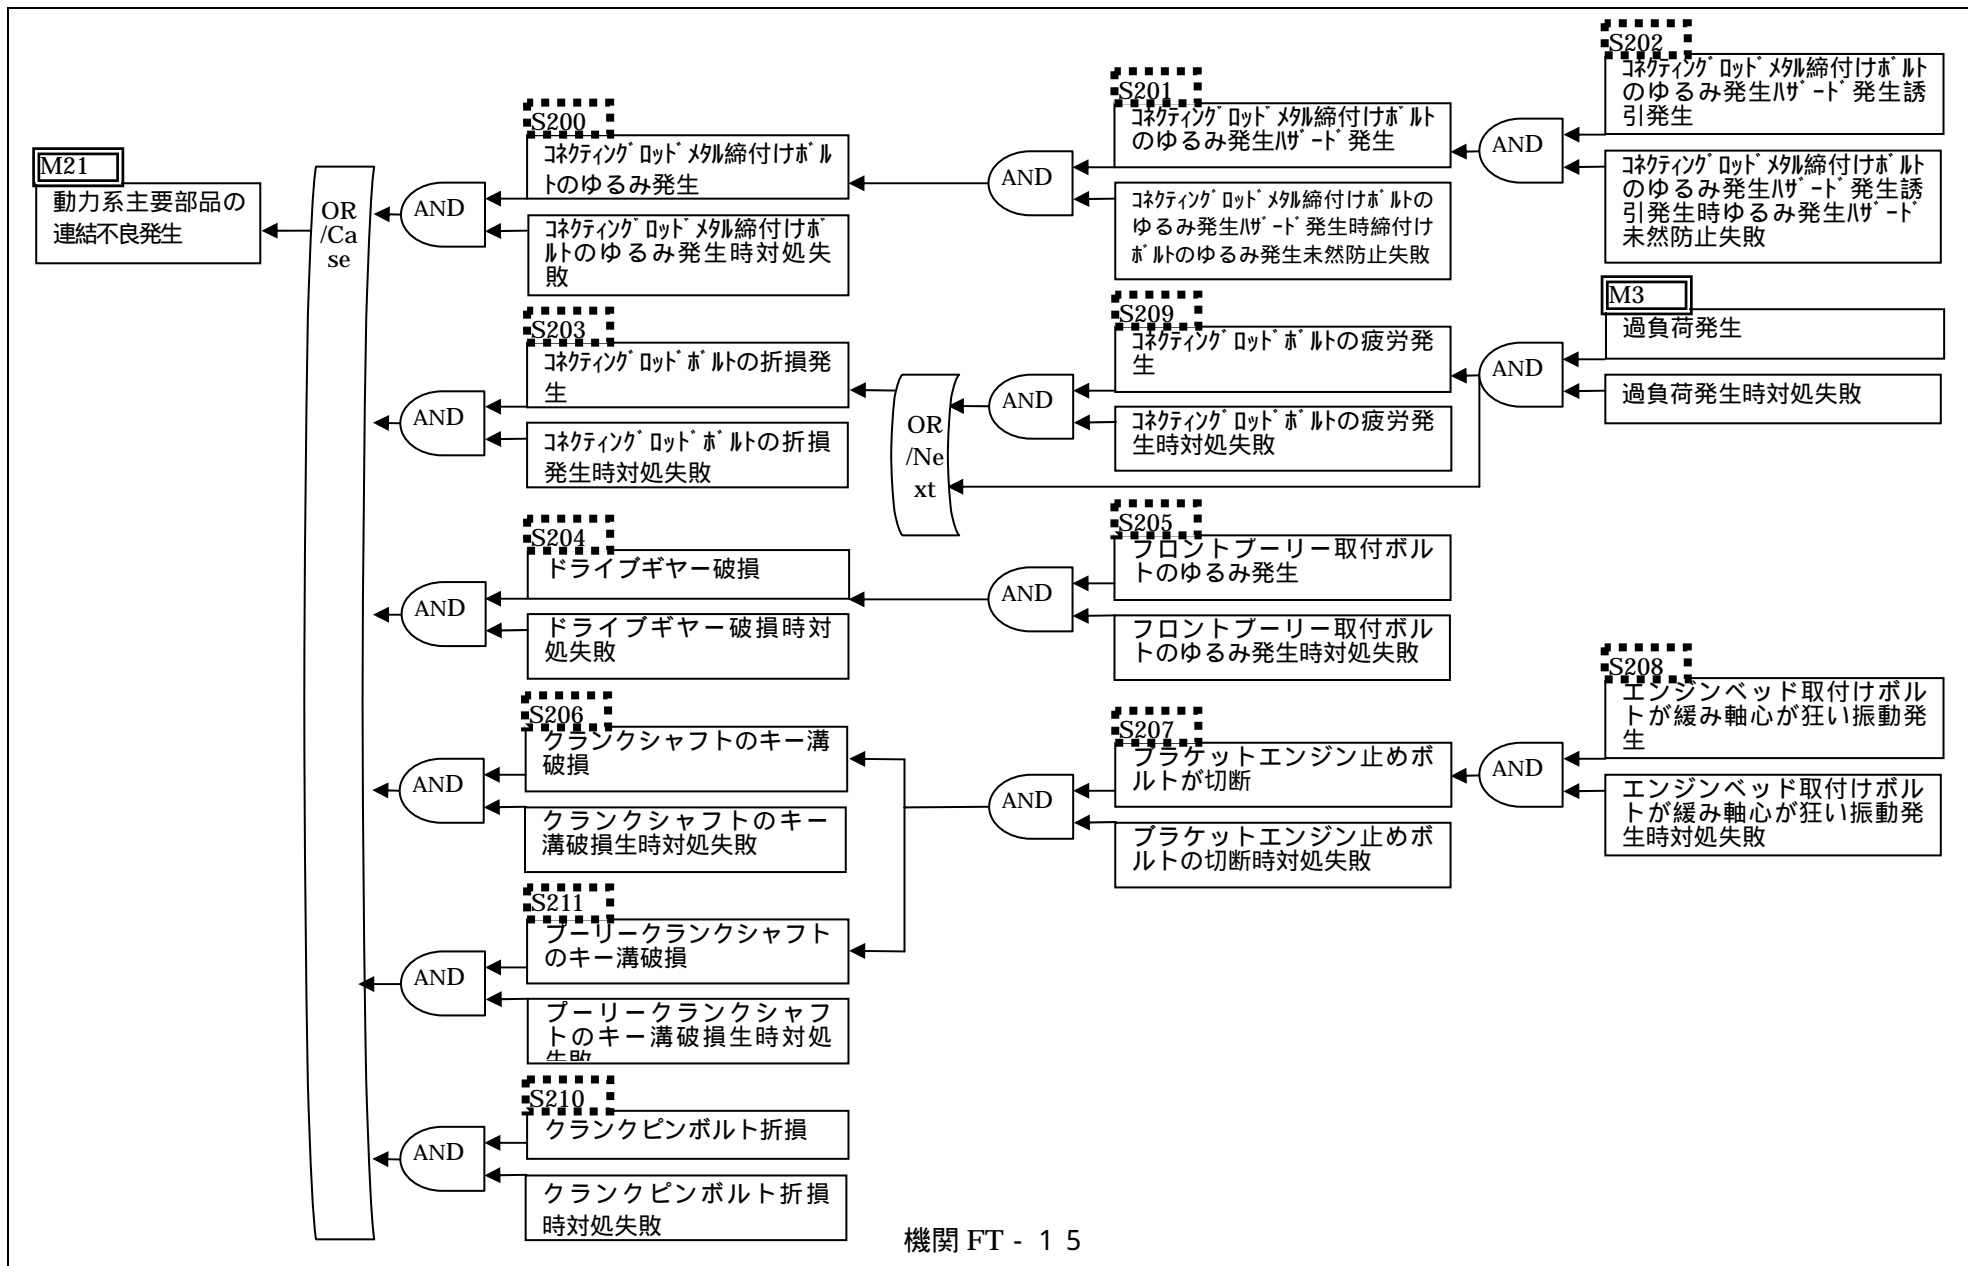 M21
動力系主要部品の
連結不良発生
OR
/Ca
se
AND
S200
ｺﾈｸﾃｨﾝｸﾞﾛｯﾄﾞﾒﾀﾙ締付けﾎﾞﾙ
ﾄのゆるみ発生
ｺﾈｸﾃｨﾝｸﾞﾛｯﾄﾞﾒﾀﾙ締付けﾎﾞ
ﾙﾄのゆるみ発生時対処失
敗
AND
S201
ｺﾈｸﾃｨﾝｸﾞﾛｯﾄﾞﾒﾀﾙ締付けﾎﾞﾙﾄ
のゆるみ発生ﾊｻﾞｰﾄﾞ発生
ｺﾈｸﾃｨﾝｸﾞﾛｯﾄﾞﾒﾀﾙ締付けﾎﾞﾙﾄの
ゆるみ発生ﾊｻﾞｰﾄﾞ発生時締付け
ﾎﾞﾙﾄのゆるみ発生未然防止失敗
AND
S202
ｺﾈｸﾃｨﾝｸﾞﾛｯﾄﾞﾒﾀﾙ締付けﾎﾞﾙﾄ
のゆるみ発生ﾊｻﾞｰﾄﾞ発生誘
引発生
ｺﾈｸﾃｨﾝｸﾞﾛｯﾄﾞﾒﾀﾙ締付けﾎﾞﾙﾄ
のゆるみ発生ﾊｻﾞｰﾄﾞ発生誘
引発生時ゆるみ発生ﾊｻﾞｰﾄﾞ
未然防止失敗
AND
S203
ｺﾈｸﾃｨﾝｸﾞﾛｯﾄﾞﾎﾞﾙﾄの折損発
生
ｺﾈｸﾃｨﾝｸﾞﾛｯﾄﾞﾎﾞﾙﾄの折損
発生時対処失敗
OR
/Ne
xt
AND
S209
ｺﾈｸﾃｨﾝｸﾞﾛｯﾄﾞﾎﾞﾙﾄの疲労発
生
ｺﾈｸﾃｨﾝｸﾞﾛｯﾄﾞﾎﾞﾙﾄの疲労発
生時対処失敗
AND
M3
過負荷発生
過負荷発生時対処失敗
AND
S204
ドライブギヤー破損
ドライブギヤー破損時対
処失敗
AND
S205
フロントプーリー取付ボル
トのゆるみ発生
フロントプーリー取付ボル
トのゆるみ発生時対処失敗
AND
S206
クランクシャフトのキー溝
破損
クランクシャフトのキー
溝破損生時対処失敗
AND
S207
ブラケットエンジン止めボ
ルトが切断
ブラケットエンジン止めボ
ルトの切断時対処失敗
AND
S208
エンジンベッド取付けボル
トが緩み軸心が狂い振動発
生
エンジンベッド取付けボル
トが緩み軸心が狂い振動発
生時対処失敗
AND
S211
プーリークランクシャフト
のキー溝破損
プーリークランクシャフ
トのキー溝破損生時対処
失敗
AND
S210
クランクピンボルト折損
クランクピンボルト折損
時対処失敗
機関 FT - １５